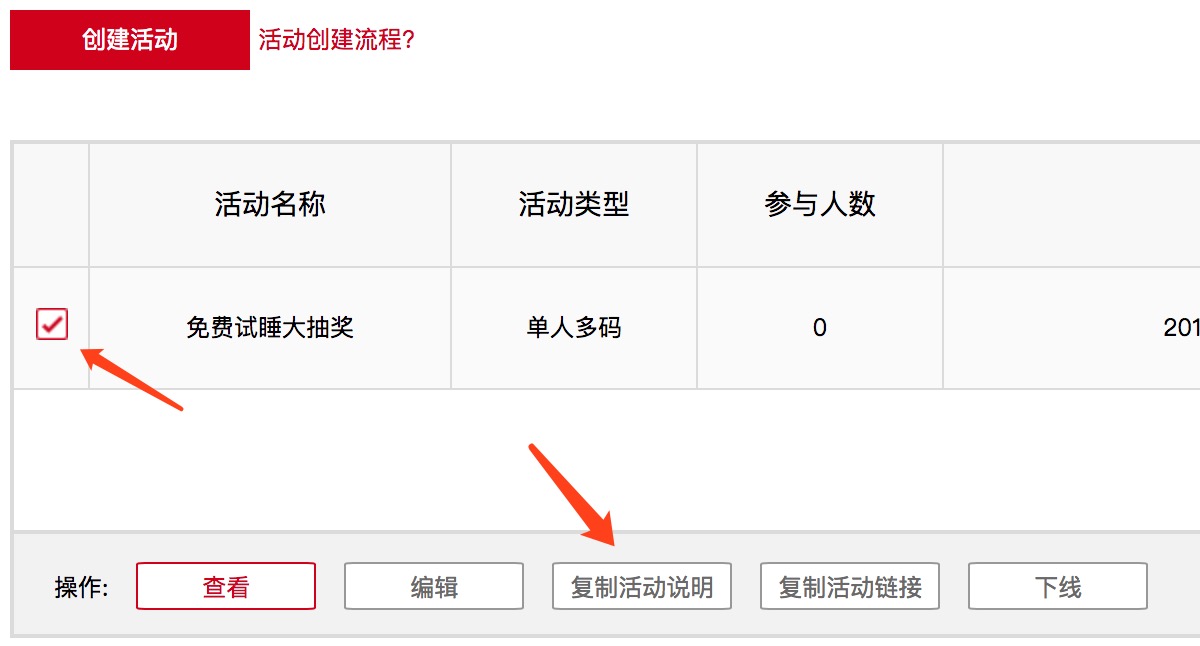 创建活动 活动创建流程?
活动名称 活动类型 参与人数
免费试睡大抽奖 单人多码 0 201
操作: 查看 编辑 复制活动说明 复制活动链接 下线